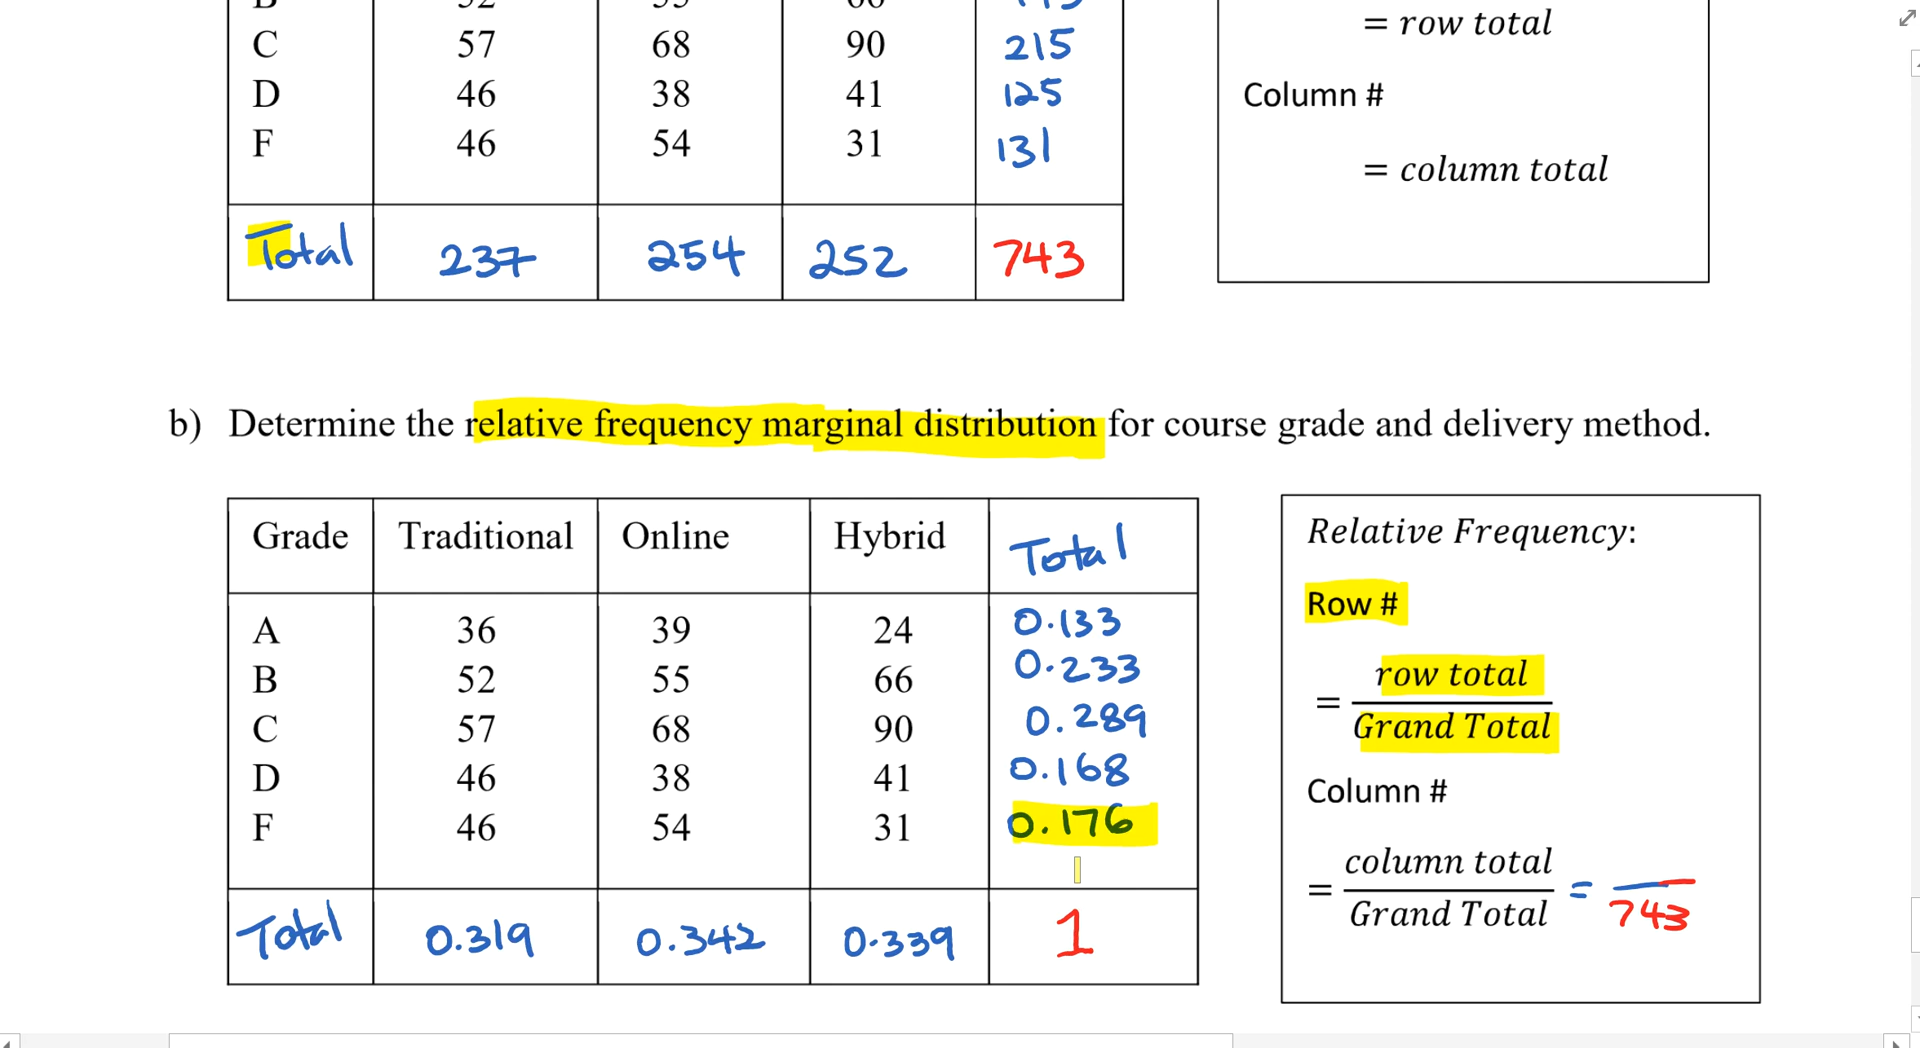 = row total
C 57 68 90 215
Column #
D 46 38 41 125
F 46 54 31 131
= column total
Total 237 254 252 743
b) Determine the relative frequency marginal distribution for course grade and delivery method.
Grade Traditional Online Hybrid Total
Relative Frequency:
A 36 39 24 0.133
Row #
B 52 55 66 0.233
= row total
Grand Total
C 57 68 90 0.289
D 46 38 41 0.168
Column #
F 46 54 31 0.176
= column total =
Grand Total 743
Total 0.319 0.342 0.339 1